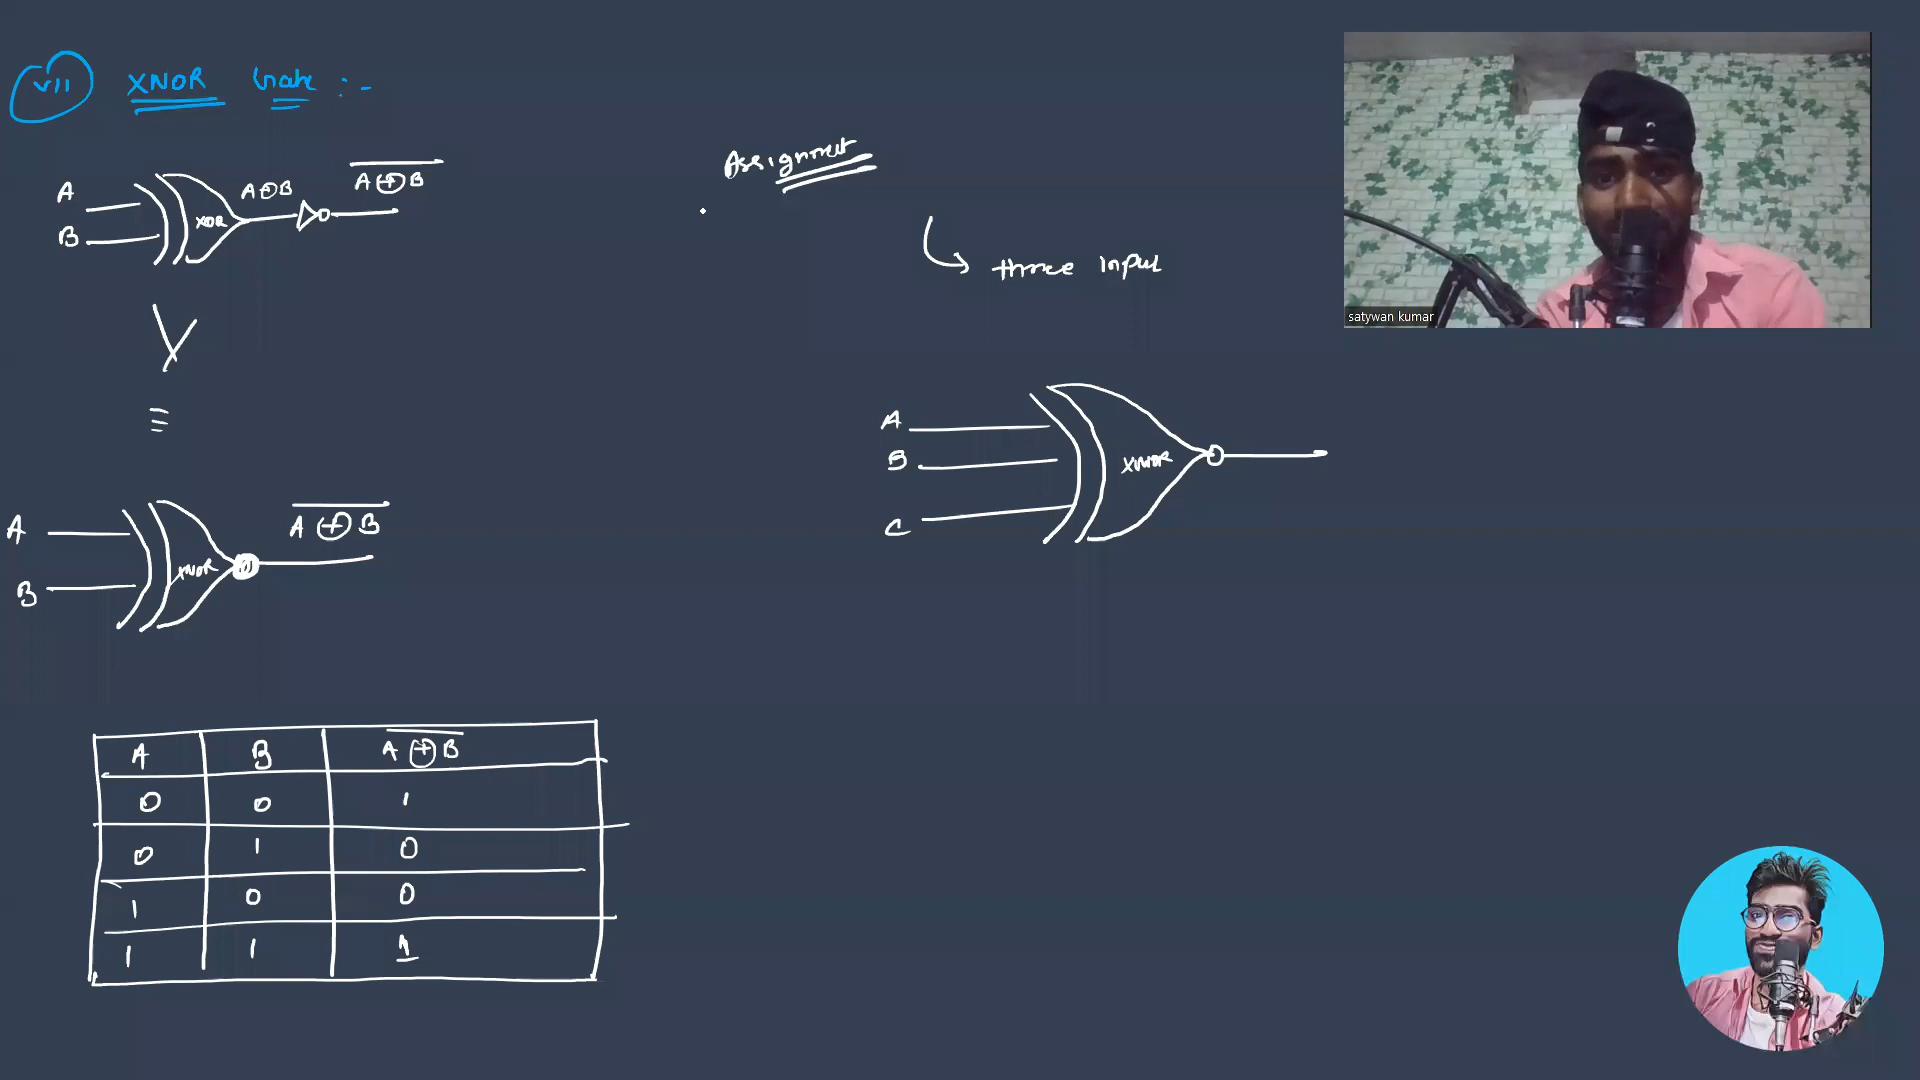 VII XNOR Gate :-
A
B
XOR
A⊕B
A⊕B
A
B
XNOR
A ⊕ B
A B A ⊕ B
0 0 1
0 1 0
1 0 0
1 1 1
Assignment
three input
A
B
C
XNOR
satywan kumar